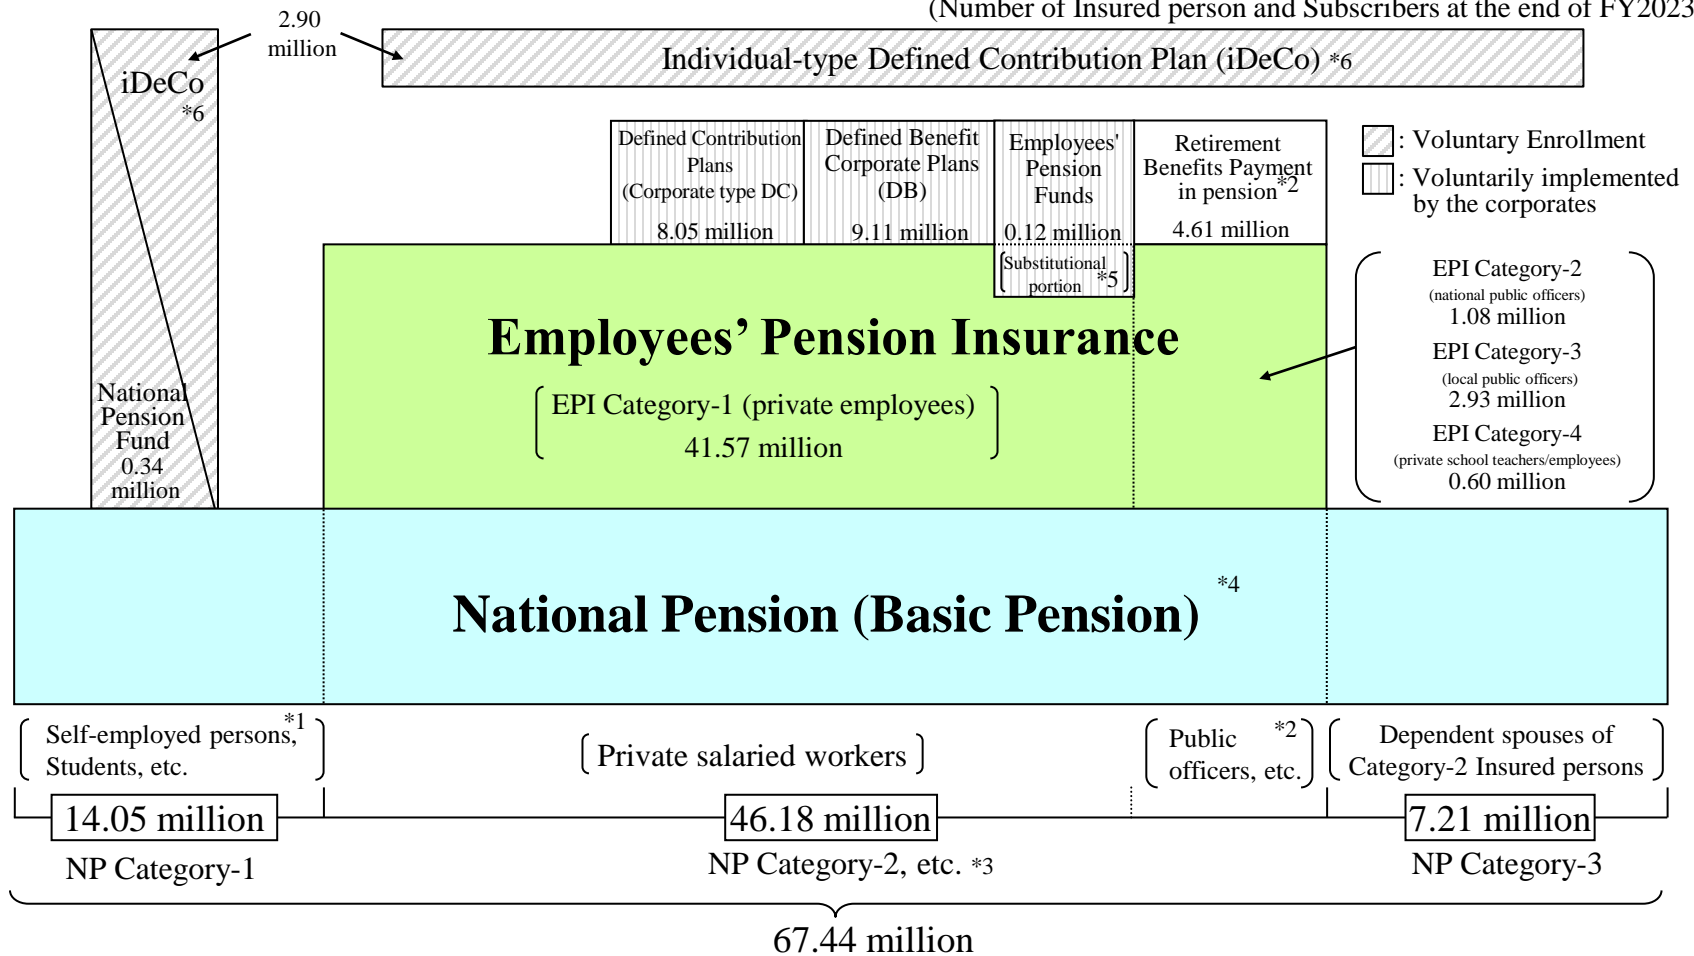 (Number of Insured person and Subscribers at the end of FY2023
2.90
million
Individual-type Defined Contribution Plan (iDeCo) *6
iDeCo
*6
Defined Contribution
Plans
(Corporate type DC)
8.05 million
Defined Benefit
Corporate Plans
(DB)
9.11 million
Employees'
Pension
Funds
0.12 million
Retirement
Benefits Payment
in pension*2
4.61 million
: Voluntary Enrollment
: Voluntarily implemented
by the corporates
Substitutional
portion *5
Employees’ Pension Insurance
EPI Category-1 (private employees)
41.57 million
EPI Category-2
(national public officers)
1.08 million
EPI Category-3
(local public officers)
2.93 million
EPI Category-4
(private school teachers/employees)
0.60 million
National
Pension
Fund
0.34
million
National Pension (Basic Pension) *4
Self-employed persons,*1
Students, etc.
Private salaried workers
Public *2
officers, etc.
Dependent spouses of
Category-2 Insured persons
14.05 million
46.18 million
7.21 million
NP Category-1
NP Category-2, etc. *3
NP Category-3
67.44 million